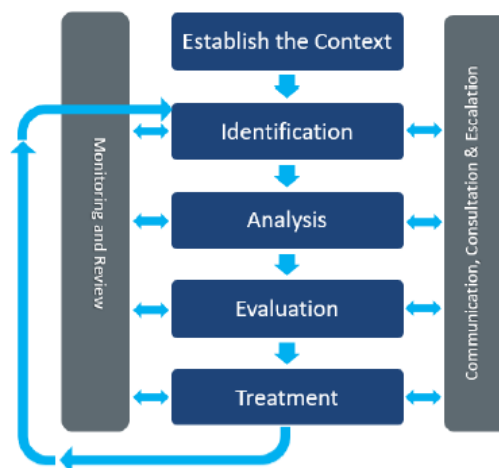 Establish the Context
Identification
Analysis
Evaluation
Treatment
Monitoring and Review
Communication, Consultation & Escalation